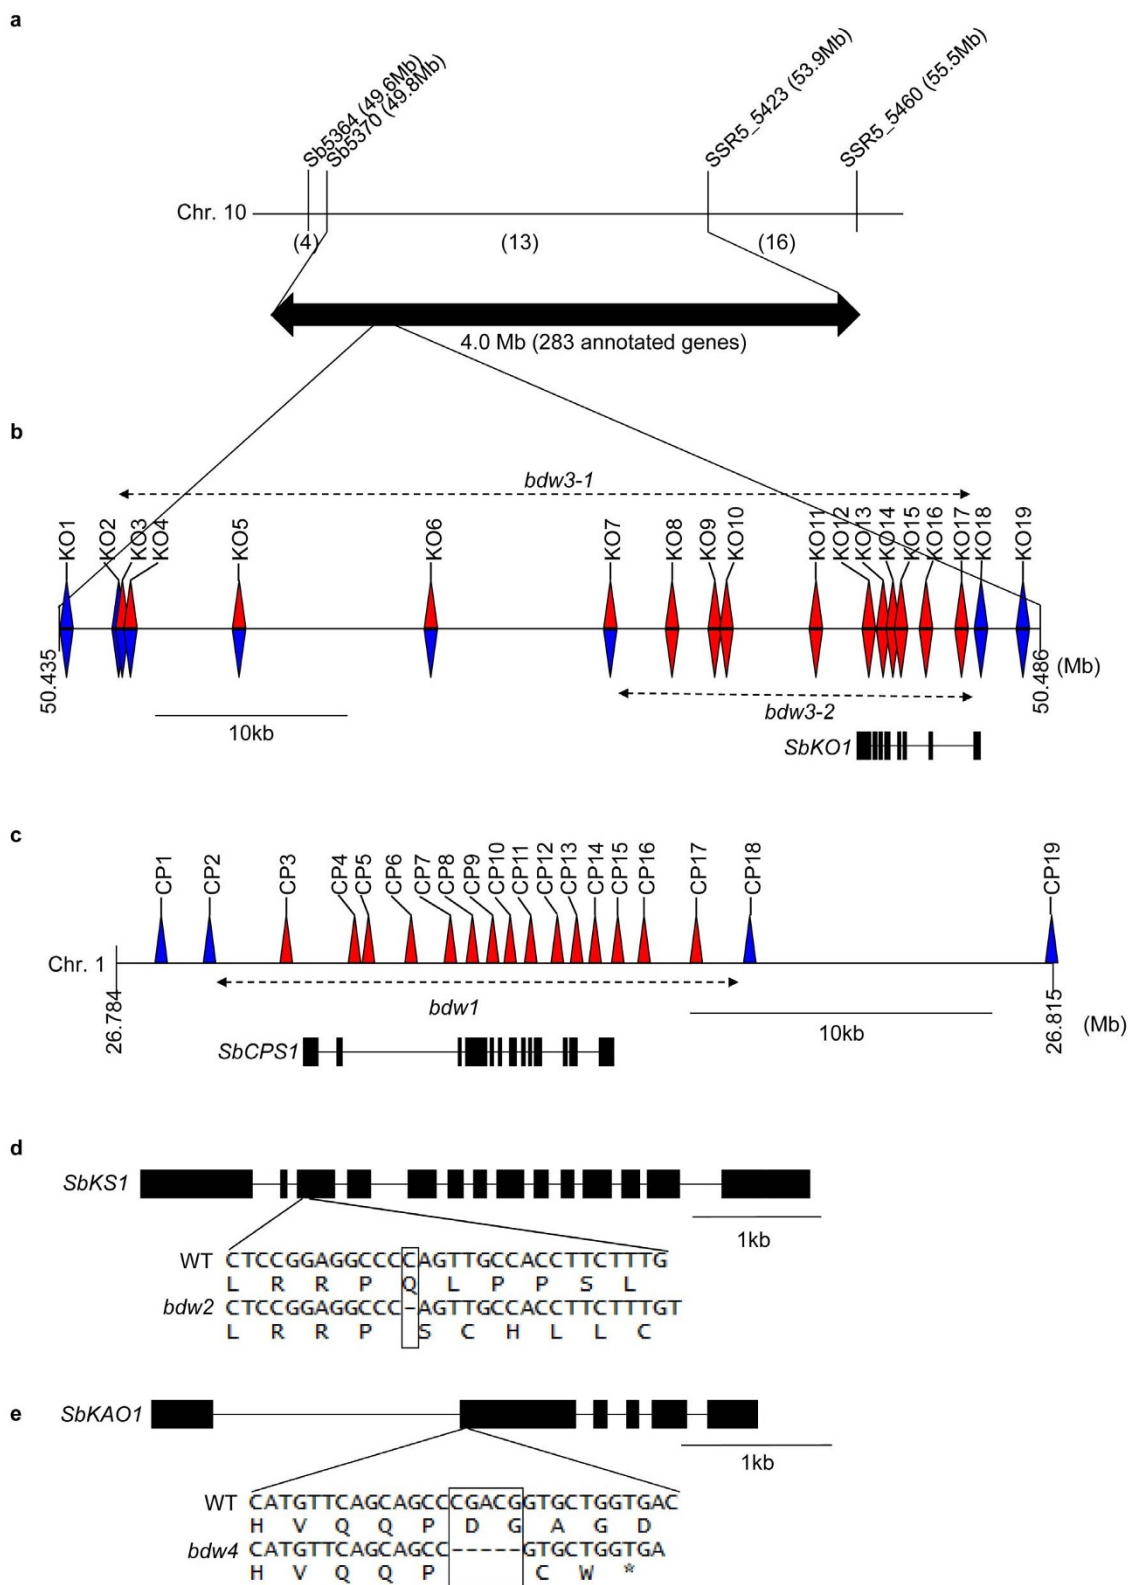 a
Sb5364 (49.6Mb)
Sb5370 (49.8Mb)
SSR5_5423 (53.9Mb)
SSR5_5460 (55.5Mb)
Chr. 10
(4) (13) (16)
4.0 Mb (283 annotated genes)
b
bdw3-1
KO1 KO2 KO3 KO4 KO5 KO6 KO7 KO8 KO9 KO10 KO11 KO12 KO13 KO14 KO15 KO16 KO17 KO18 KO19
50.435 50.486 (Mb)
bdw3-2
10kb
SbKO1
c
CP1 CP2 CP3 CP4 CP5 CP6 CP7 CP8 CP9 CP10 CP11 CP12 CP13 CP14 CP15 CP16 CP17 CP18 CP19
Chr. 1
26.784 26.815 (Mb)
bdw1
10kb
SbCPS1
d
SbKS1
1kb
WT CTCCGGAGGCCCCAGTTGCCACCTTCTTTG
L R R P Q L P P S L
bdw2 CTCCGGAGGCCC-AGTTGCCACCTTCTTTGT
L R R P S C H L L C
e SbKAO1
1kb
WT CATGTTCAGCAGCCCGACGGTGCTGGTGAC
H V Q Q P D G A G D
bdw4 CATGTTCAGCAGCC-----GTGCTGGTGA
H V Q Q P C W *